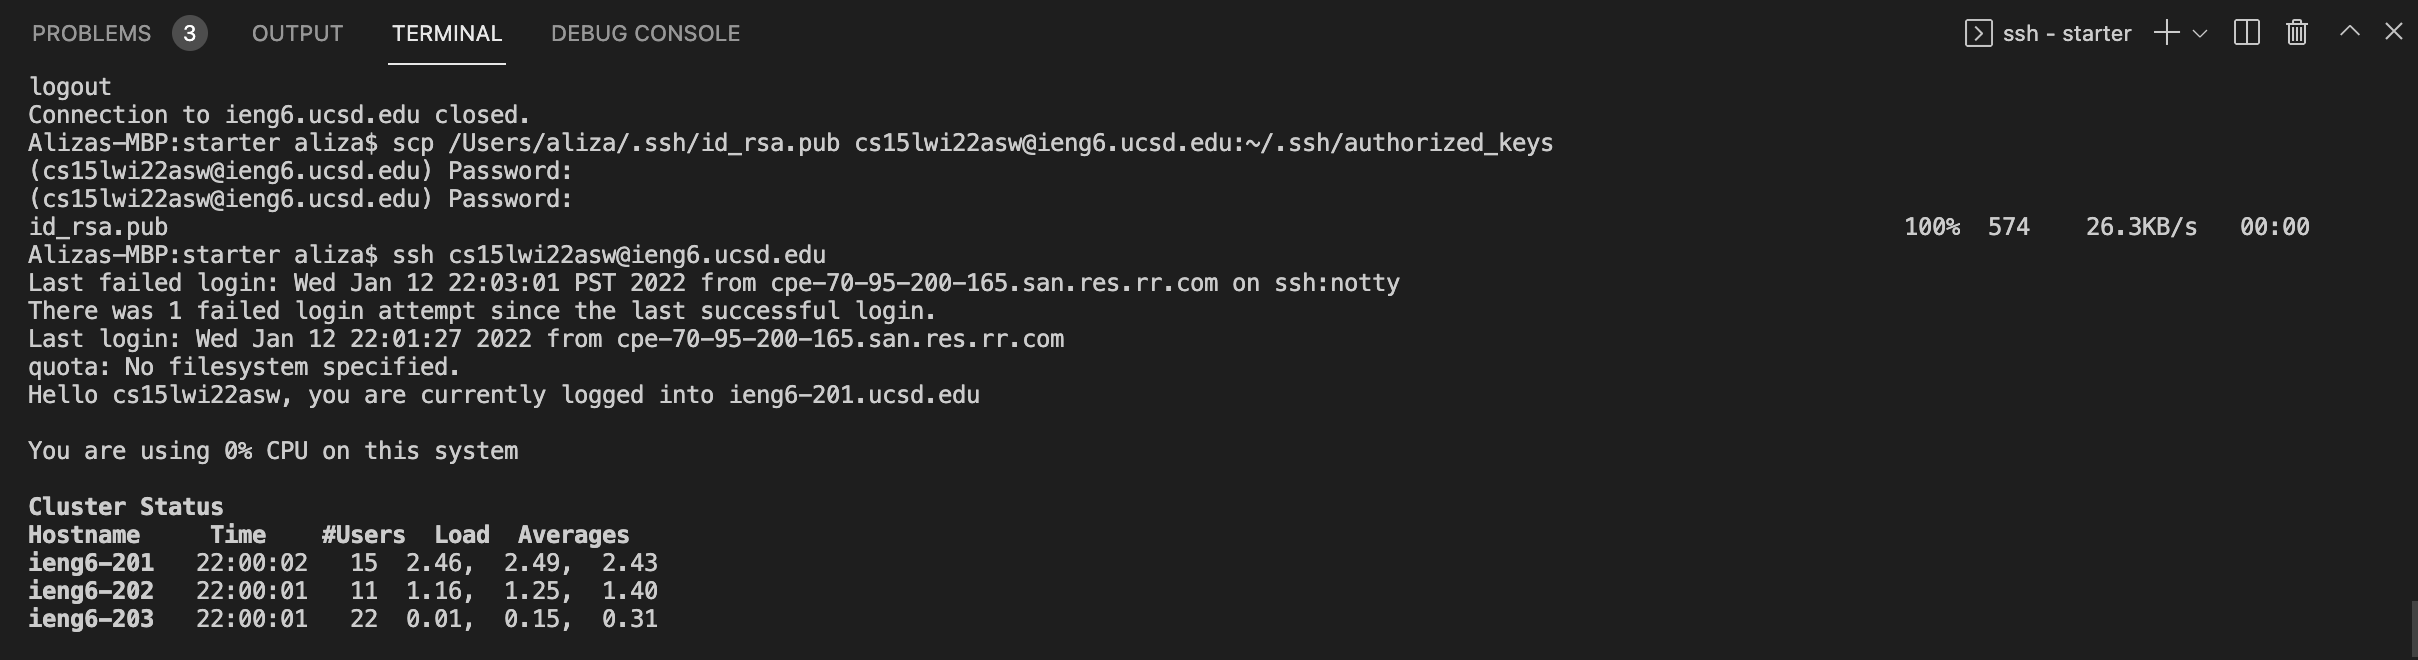 PROBLEMS 3 OUTPUT TERMINAL DEBUG CONSOLE ssh - starter
logout
Connection to ieng6.ucsd.edu closed.
Alizas-MBP:starter aliza$ scp /Users/aliza/.ssh/id_rsa.pub cs15lwi22asw@ieng6.ucsd.edu:~/.ssh/authorized_keys
(cs15lwi22asw@ieng6.ucsd.edu) Password:
(cs15lwi22asw@ieng6.ucsd.edu) Password:
id_rsa.pub 100% 574 26.3KB/s 00:00
Alizas-MBP:starter aliza$ ssh cs15lwi22asw@ieng6.ucsd.edu
Last failed login: Wed Jan 12 22:03:01 PST 2022 from cpe-70-95-200-165.san.res.rr.com on ssh:notty
There was 1 failed login attempt since the last successful login.
Last login: Wed Jan 12 22:01:27 2022 from cpe-70-95-200-165.san.res.rr.com
quota: No filesystem specified.
Hello cs15lwi22asw, you are currently logged into ieng6-201.ucsd.edu
You are using 0% CPU on this system
Cluster Status
Hostname Time #Users Load Averages
ieng6-201 22:00:02 15 2.46, 2.49, 2.43
ieng6-202 22:00:01 11 1.16, 1.25, 1.40
ieng6-203 22:00:01 22 0.01, 0.15, 0.31